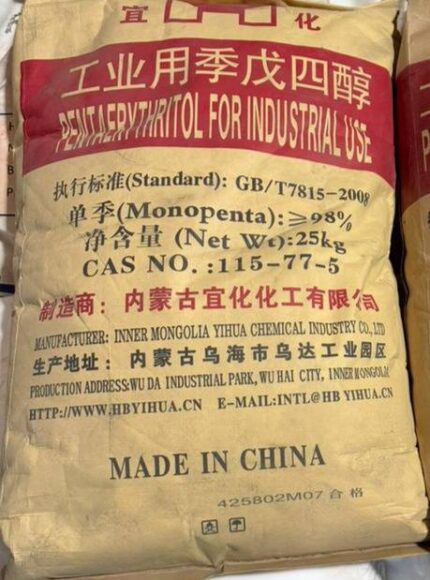 宜 化
工业用季戊四醇
PENTAERYTHRITOL FOR INDUSTRIAL USE
执行标准(Standard): GB/T7815-2008
单季(Monopenta):≥98%
净含量 (Net Wt):25kg
CAS NO.:115-77-5
制造商: 内蒙古宜化化工有限公司
MANUFACTURER: INNER MONGOLIA YIHUA CHEMICAL INDUSTRY CO., LTD
生产地址: 内蒙古乌海市乌达工业园区
PRODUCTION ADDRESS:WU DA INDUSTRIAL PARK, WU HAI CITY, INNER MONGOLIA
HTTP://WWW.HBYIHUA.CN E-MAIL:INTL@HBYIHUA.CN
MADE IN CHINA
425802M07 合格